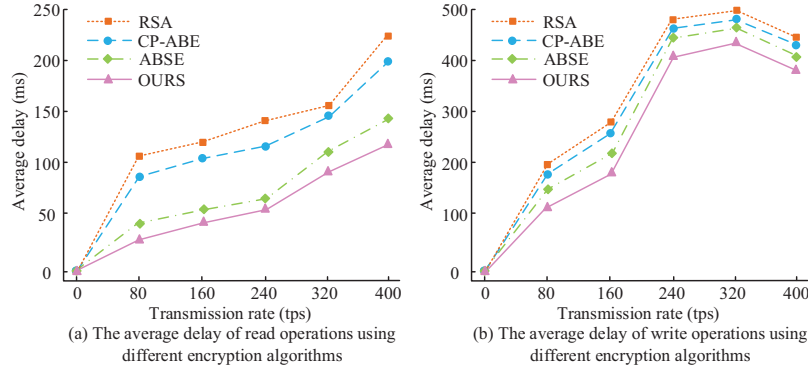 250
200
150
100
50
0
Average delay (ms)
RSA
CP-ABE
ABSE
OURS
0 80 160 240 320 400
Transmission rate (tps)
(a) The average delay of read operations using
different encryption algorithms
500
400
300
200
100
0
Average delay (ms)
RSA
CP-ABE
ABSE
OURS
0 80 160 240 320 400
Transmission rate (tps)
(b) The average delay of write operations using
different encryption algorithms